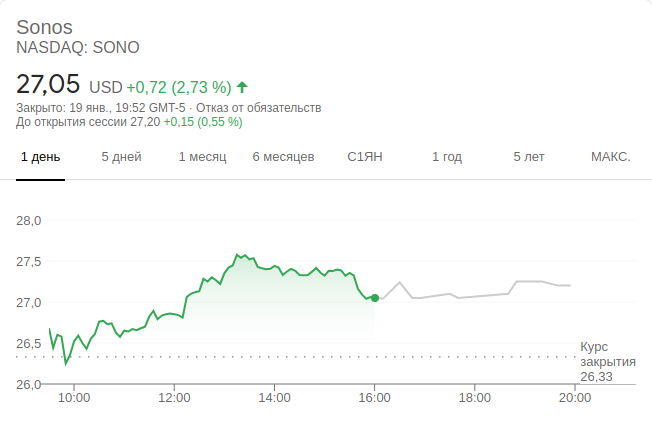 Sonos
NASDAQ: SONO
27,05 USD +0,72 (2,73 %)
Закрыто: 19 янв., 19:52 GMT-5 · Отказ от обязательств
До открытия сессии 27,20 +0,15 (0,55 %)
1 день 5 дней 1 месяц 6 месяцев С1ЯН 1 год 5 лет МАКС.
28,0
27,5
27,0
26,5
Курс
закрытия
26,33
26,0
10:00 12:00 14:00 16:00 18:00 20:00